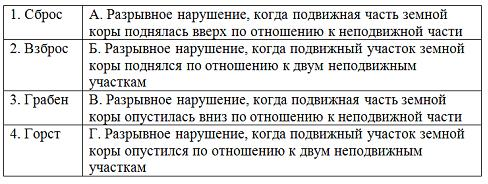 1. Сброс А. Разрывное нарушение, когда подвижная часть земной
коры поднялась вверх по отношению к неподвижной части
2. Взброс Б. Разрывное нарушение, когда подвижный участок земной
коры поднялся по отношению к двум неподвижным
участкам
3. Грабен В. Разрывное нарушение, когда подвижная часть земной
коры опустилась вниз по отношению к неподвижной части
4. Горст Г. Разрывное нарушение, когда подвижный участок земной
коры опустился по отношению к двум неподвижным
участкам